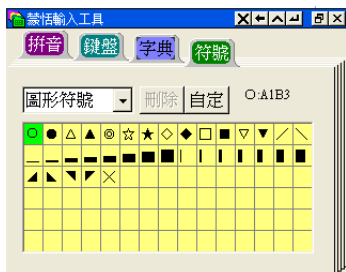 蒙恬輸入工具
拼音 鍵盤 字典 符號
圖形符號 刪除 自定 ○:A1B3
○ ● △ ▲ ◎ ☆ ★ ◇ ◆ □ ■ ▽ ▼ ╱ ╲
▁ ▂ ▃ ▄ ▅ ▆ ▇ █ ▏ ▎ ▍ ▌ ▋ ▊ ▉
◢ ◣ ◥ ◤ ╳